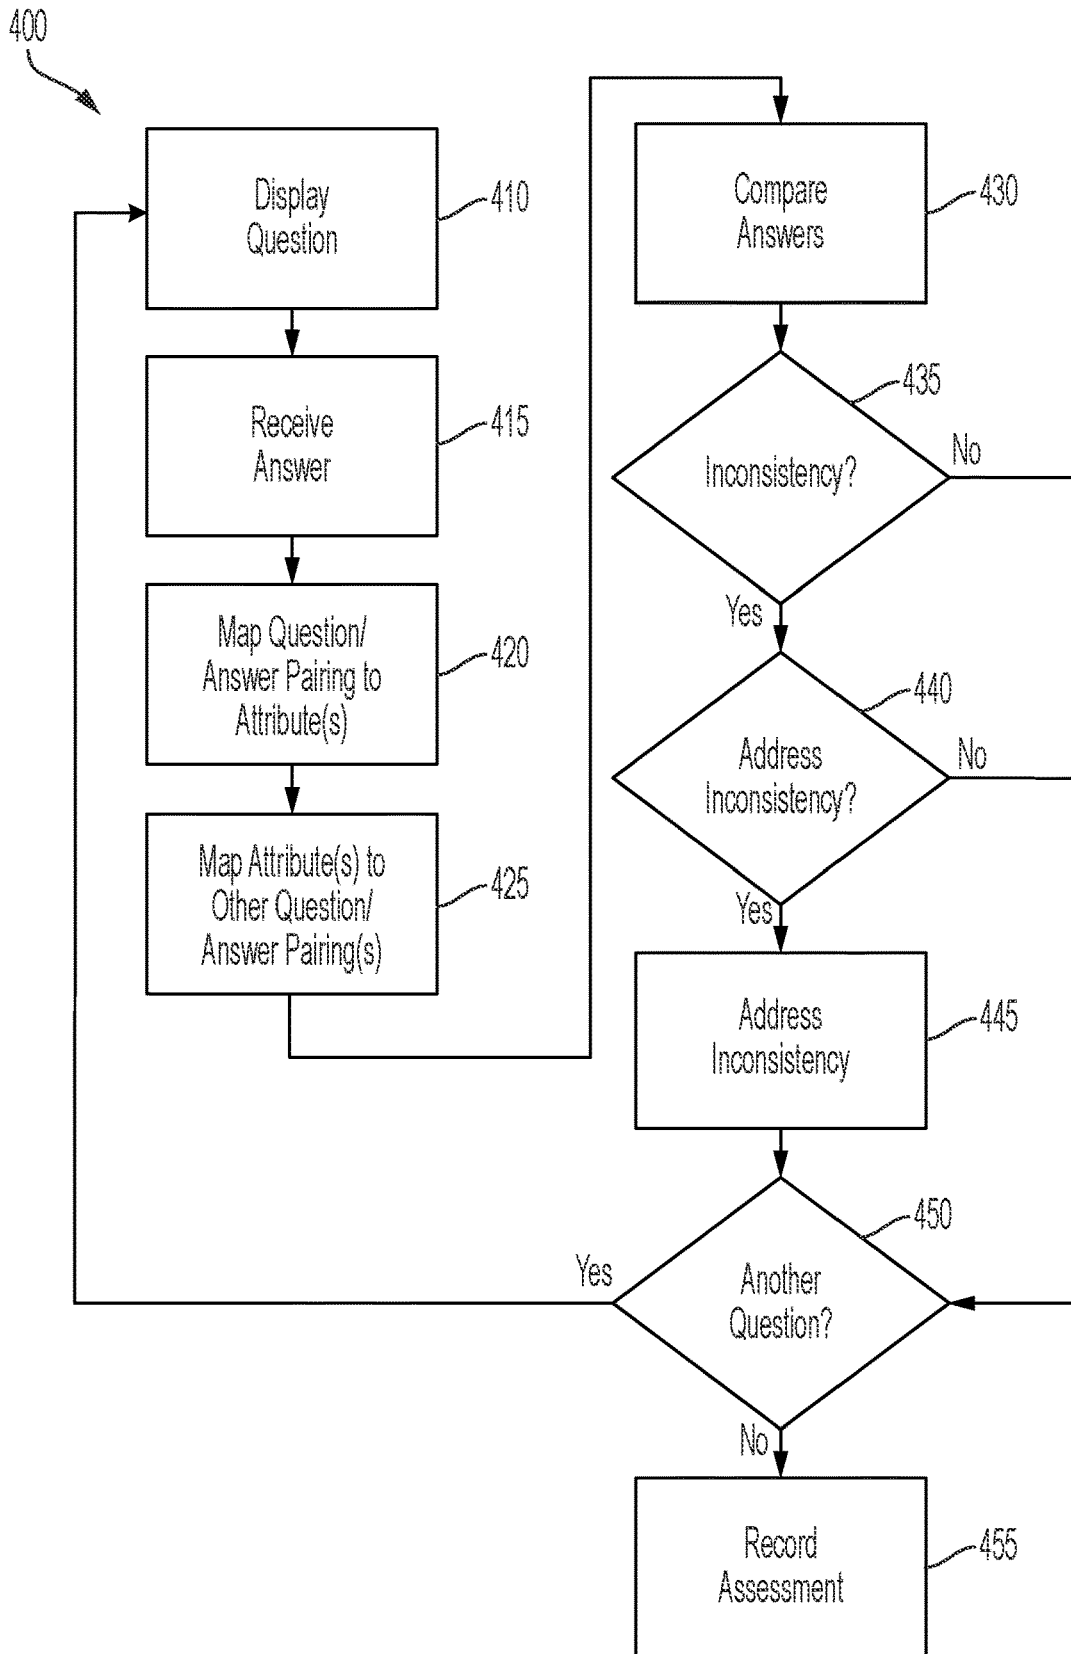 400
Display
Question
410
Receive
Answer
415
Map Question/
Answer Pairing to
Attribute(s)
420
Map Attribute(s) to
Other Question/
Answer Pairing(s)
425
Compare
Answers
430
Inconsistency?
435
No
Yes
Address
Inconsistency?
440
No
Yes
Address
Inconsistency
445
Another
Question?
450
Yes
No
Record
Assessment
455